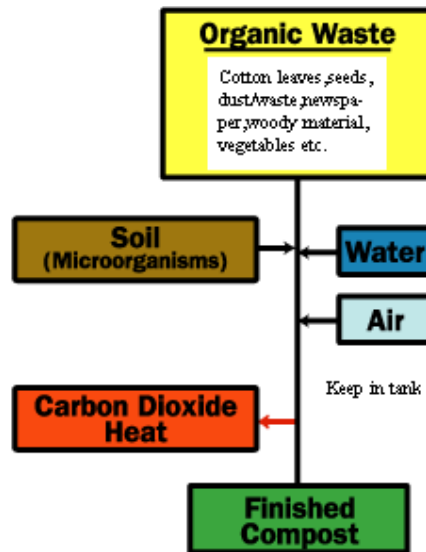 Organic Waste
Cotton leaves,seeds,
dust/waste,newspa-
per,woody material,
vegetables etc.
Soil
(Microorganisms)
Water
Air
Keep in tank
Carbon Dioxide
Heat
Finished
Compost